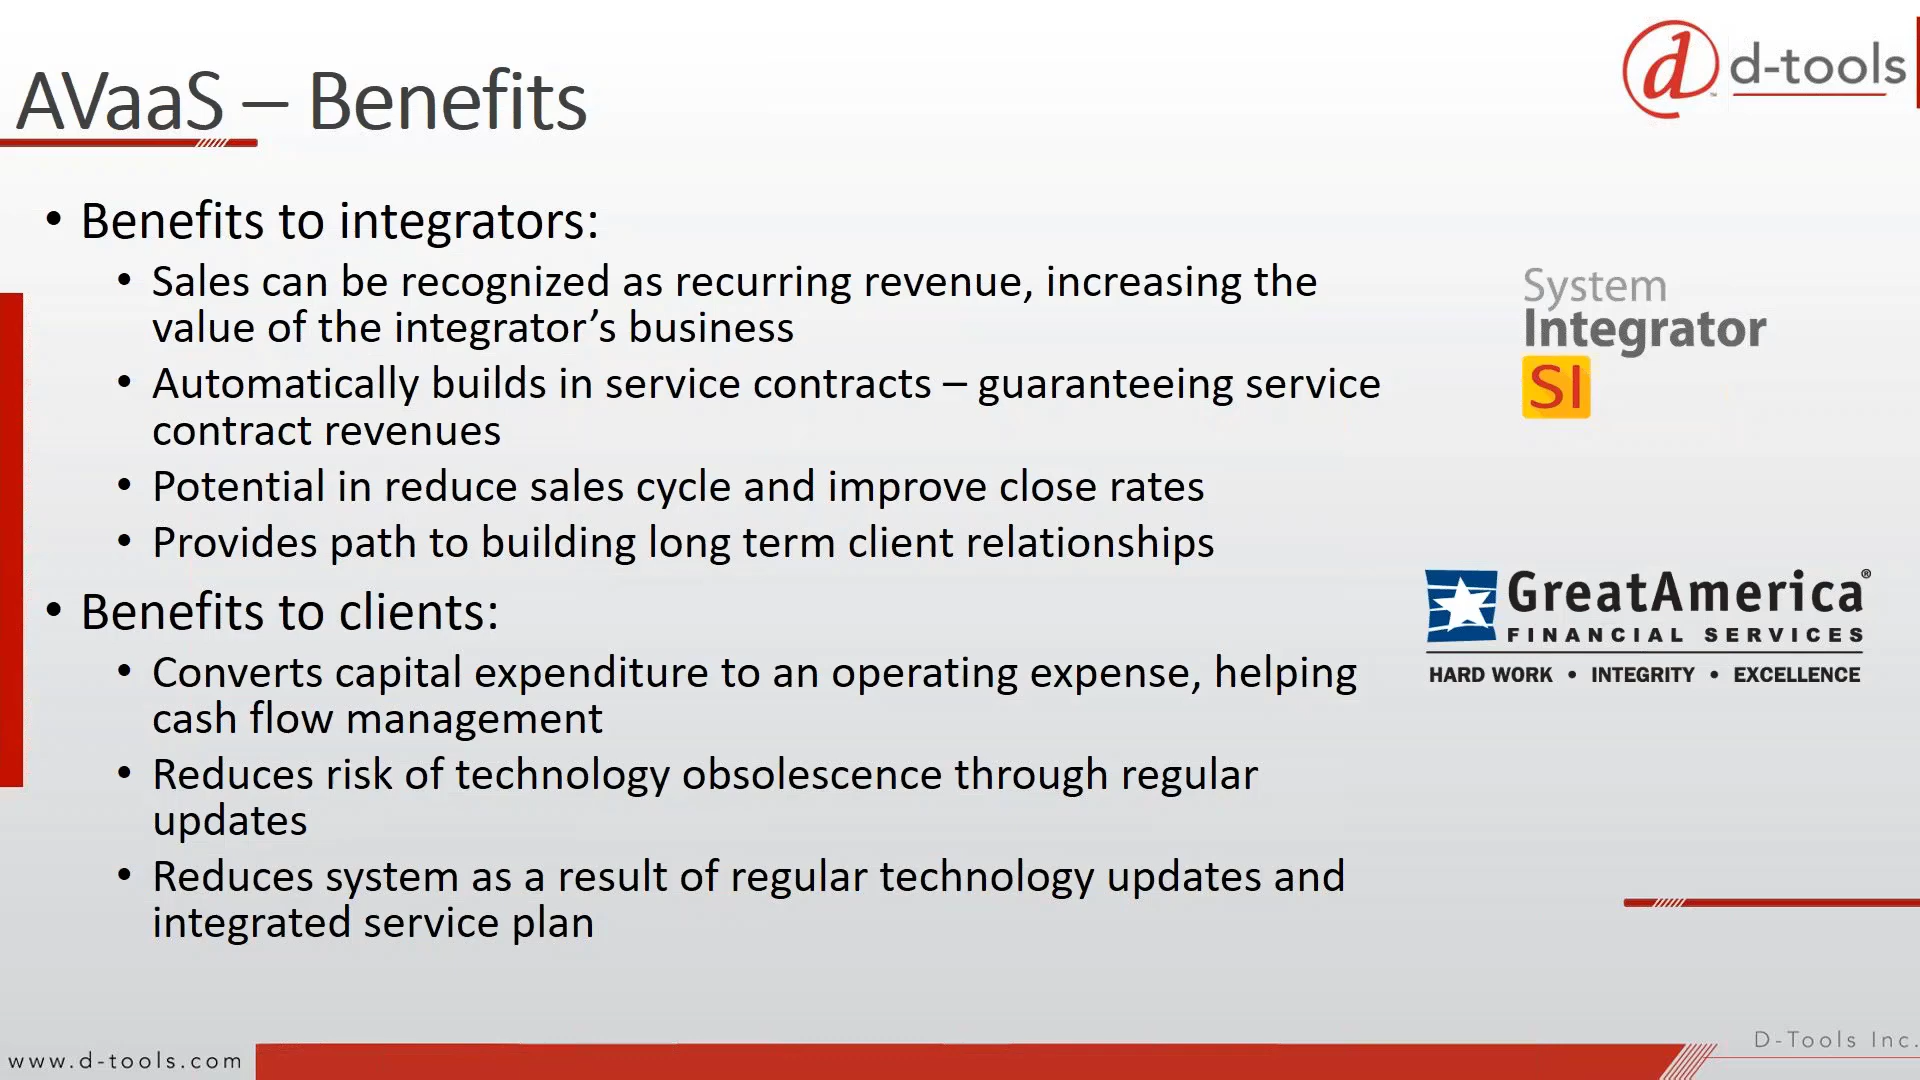 AVaaS – Benefits
d d-tools
• Benefits to integrators:
• Sales can be recognized as recurring revenue, increasing the
value of the integrator’s business
• Automatically builds in service contracts – guaranteeing service
contract revenues
• Potential in reduce sales cycle and improve close rates
• Provides path to building long term client relationships
• Benefits to clients:
• Converts capital expenditure to an operating expense, helping
cash flow management
• Reduces risk of technology obsolescence through regular
updates
• Reduces system as a result of regular technology updates and
integrated service plan
System
Integrator
SI
GreatAmerica®
FINANCIAL SERVICES
HARD WORK • INTEGRITY • EXCELLENCE
www.d-tools.com
D-Tools Inc.